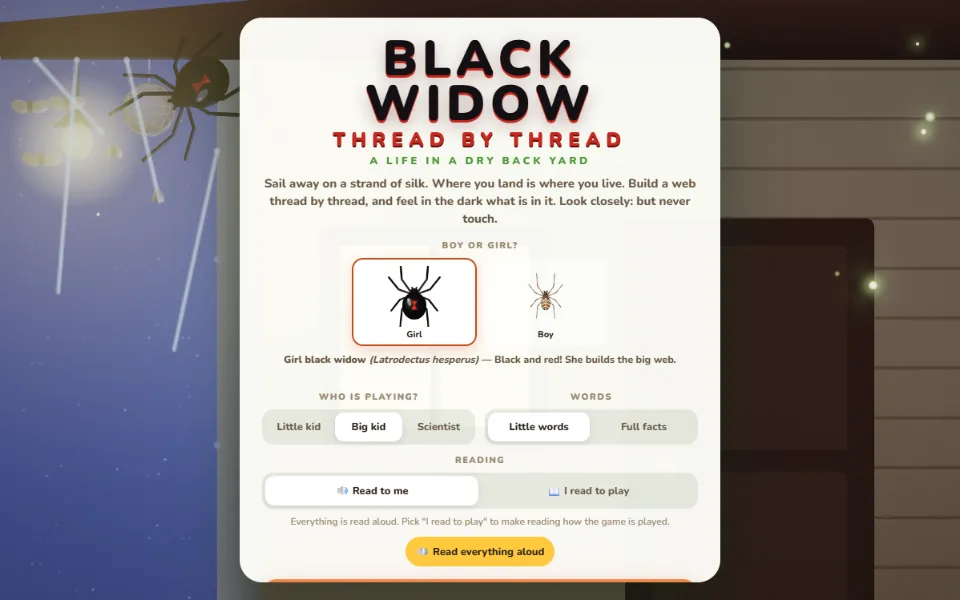 BLACK
WIDOW
THREAD BY THREAD
A LIFE IN A DRY BACK YARD
Sail away on a strand of silk. Where you land is where you live. Build a web
thread by thread, and feel in the dark what is in it. Look closely: but never
touch.
BOY OR GIRL?
Girl
Boy
Girl black widow (Latrodectus hesperus) — Black and red! She builds the big web.
WHO IS PLAYING?
Little kid
Big kid
Scientist
WORDS
Little words
Full facts
READING
Read to me
I read to play
Everything is read aloud. Pick "I read to play" to make reading how the game is played.
Read everything aloud